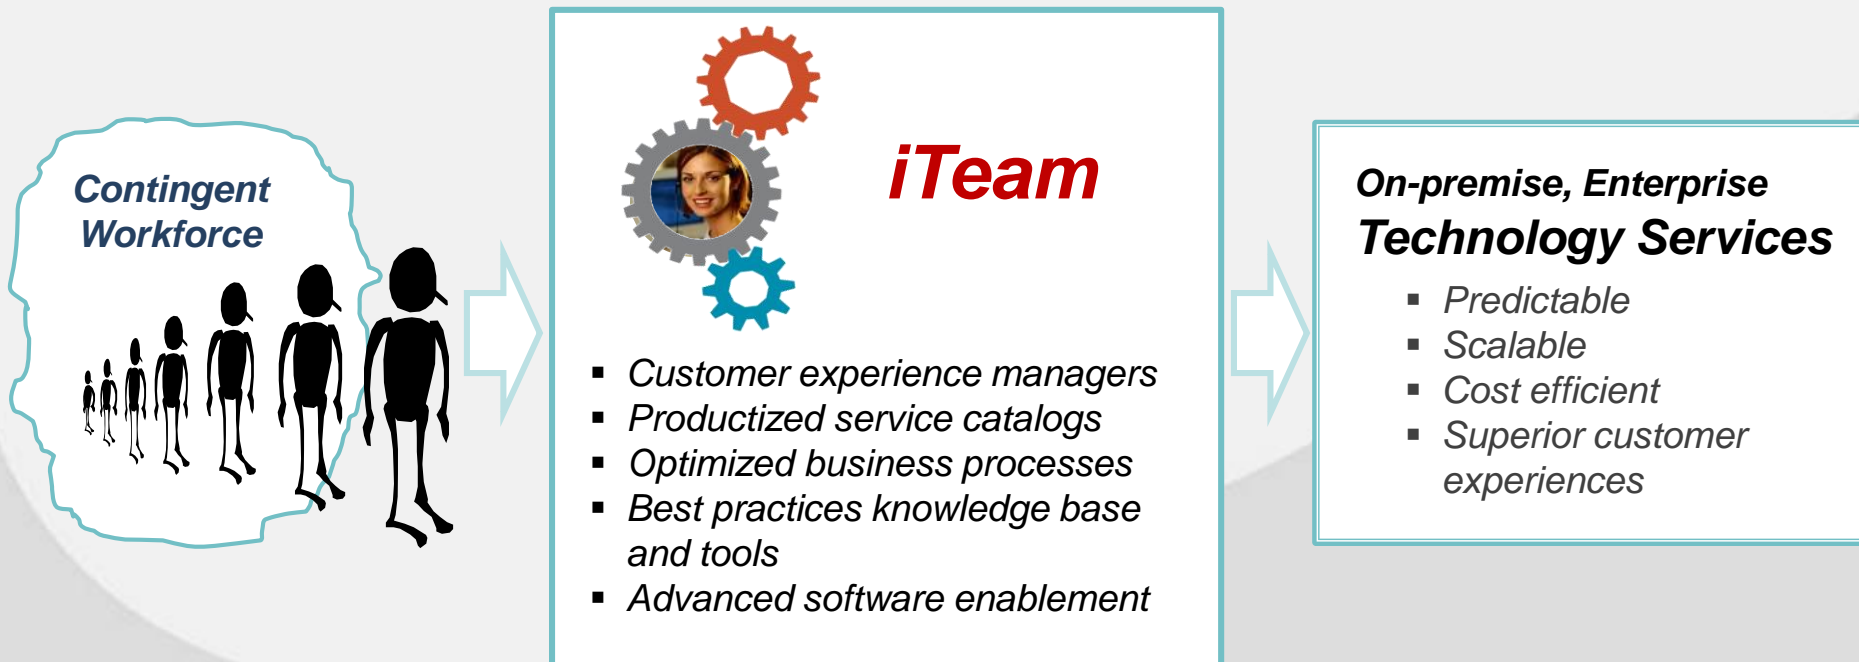 Contingent
Workforce
iTeam
▪ Customer experience managers
▪ Productized service catalogs
▪ Optimized business processes
▪ Best practices knowledge base
and tools
▪ Advanced software enablement
On-premise, Enterprise
Technology Services
▪ Predictable
▪ Scalable
▪ Cost efficient
▪ Superior customer
experiences